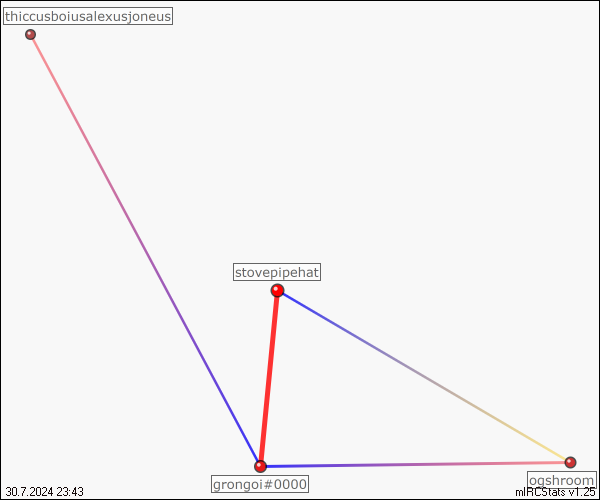 thiccusboiusalexusjoneus
stovepipehat
grongoi#0000
ogshroom
30.7.2024 23:43
mIRCStats v1.25